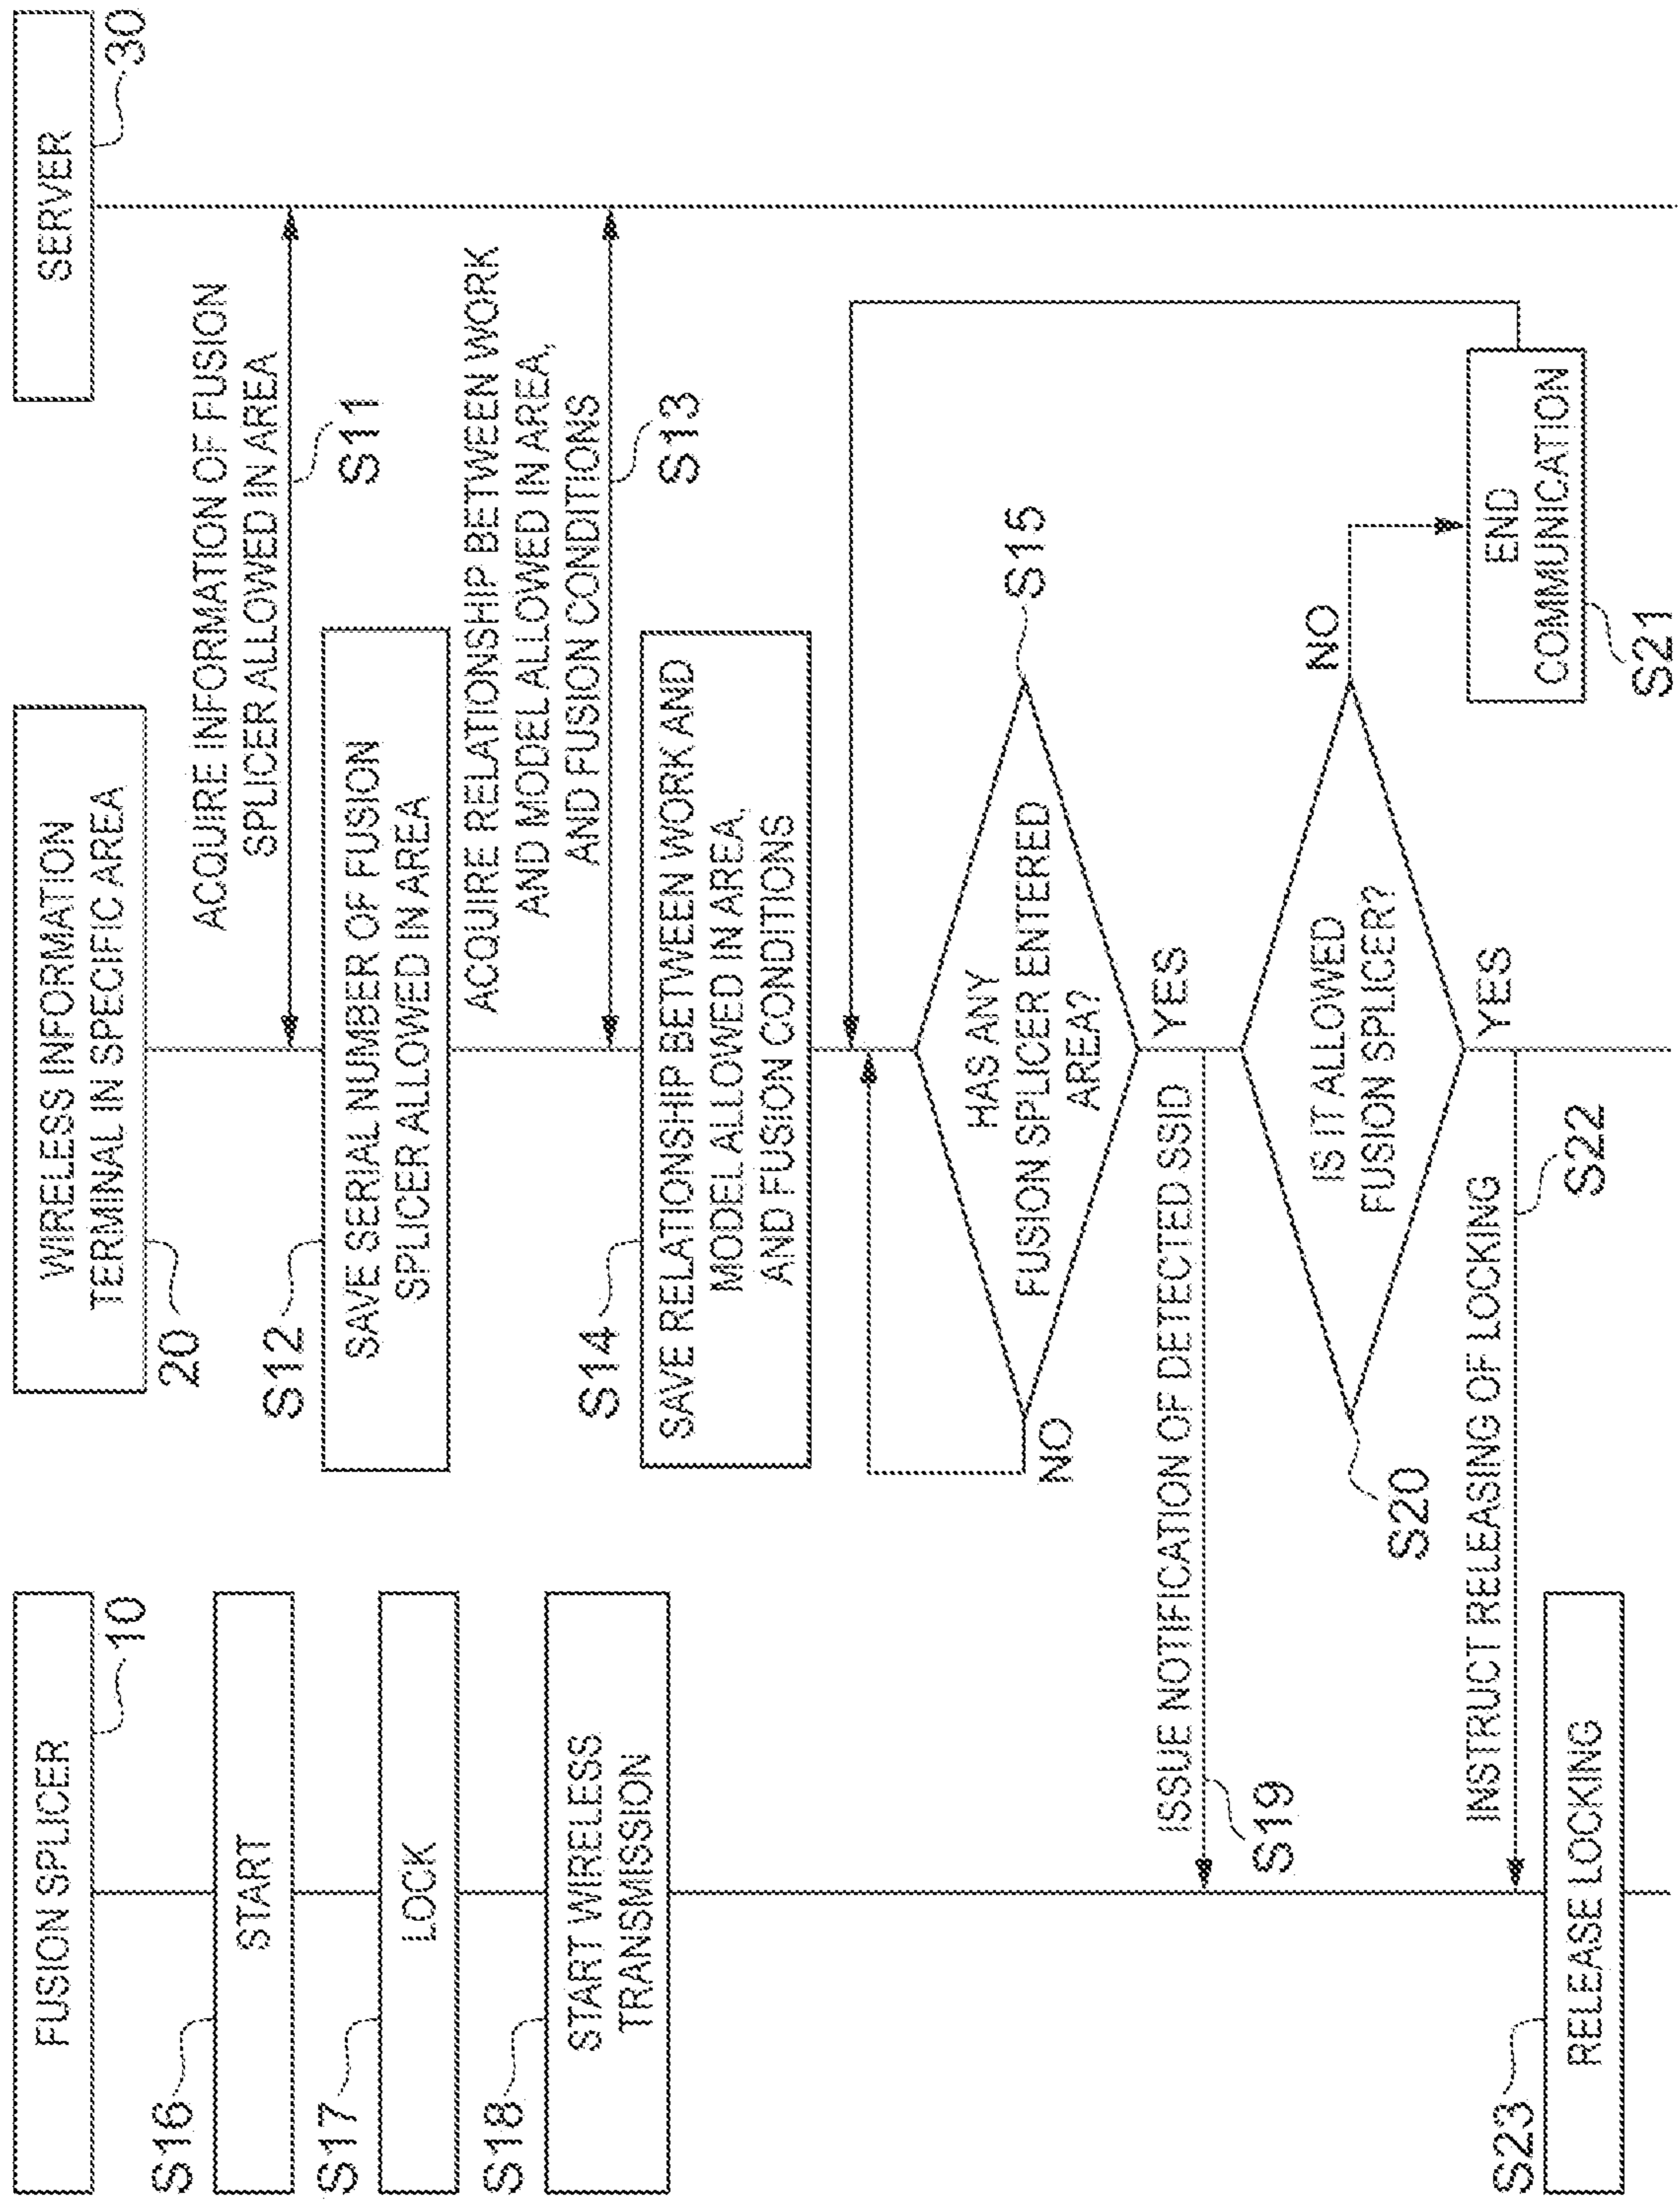 FUSION SPLICER
10
WIRELESS INFORMATION
TERMINAL IN SPECIFIC AREA
20
SERVER
30
ACQUIRE INFORMATION OF FUSION
SPLICER ALLOWED IN AREA
S11
S12
SAVE SERIAL NUMBER OF FUSION
SPLICER ALLOWED IN AREA
ACQUIRE RELATIONSHIP BETWEEN WORK
AND MODEL ALLOWED IN AREA,
AND FUSION CONDITIONS
S13
S14
SAVE RELATIONSHIP BETWEEN WORK AND
MODEL ALLOWED IN AREA,
AND FUSION CONDITIONS
S16
START
S17
LOCK
S18
START WIRELESS
TRANSMISSION
S15
HAS ANY
FUSION SPLICER ENTERED
AREA?
NO
YES
ISSUE NOTIFICATION OF DETECTED SSID
S19
IS IT ALLOWED
FUSION SPLICER?
S20
NO
YES
END
COMMUNICATION
S21
INSTRUCT RELEASING OF LOCKING
S22
S23
RELEASE LOCKING